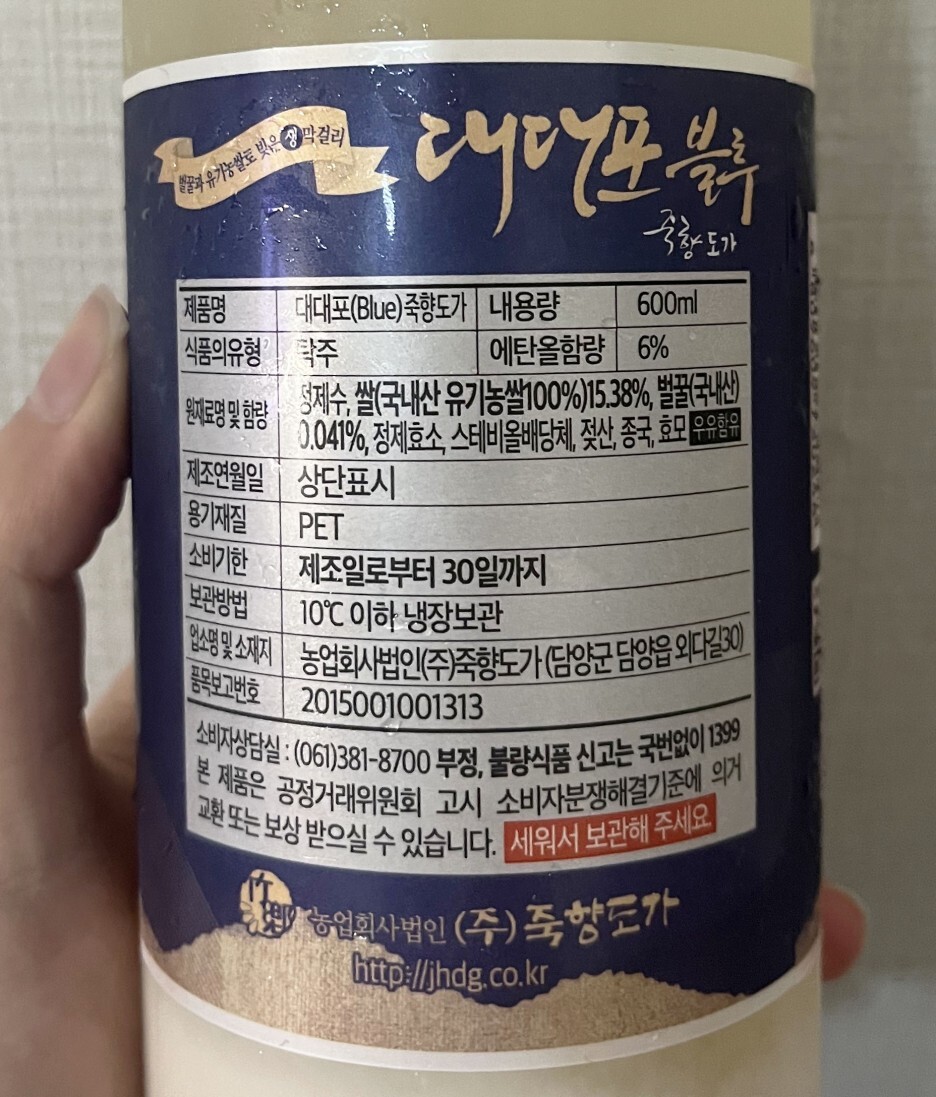 벌꿀과 유기농쌀로 빚은 생막걸리
대대포 블루
죽향도가
제품명 대대포(Blue)죽향도가 내용량 600ml
식품의유형 탁주 에탄올함량 6%
원재료명 및 함량 정제수, 쌀(국내산 유기농쌀100%)15.38%, 벌꿀(국내산)
0.041%, 정제효소, 스테비올배당체, 젖산, 종국, 효모 우유함유
제조연월일 상단표시
용기재질 PET
소비기한 제조일로부터 30일까지
보관방법 10℃ 이하 냉장보관
업소명 및 소재지 농업회사법인(주)죽향도가 (담양군 담양읍 외다길30)
품목보고번호 2015001001313
소비자상담실 : (061)381-8700 부정, 불량식품 신고는 국번없이 1399
본 제품은 공정거래위원회 고시 소비자분쟁해결기준에 의거
교환 또는 보상 받으실 수 있습니다. 세워서 보관해 주세요.
농업회사법인 (주) 죽향도가
http://jhdg.co.kr